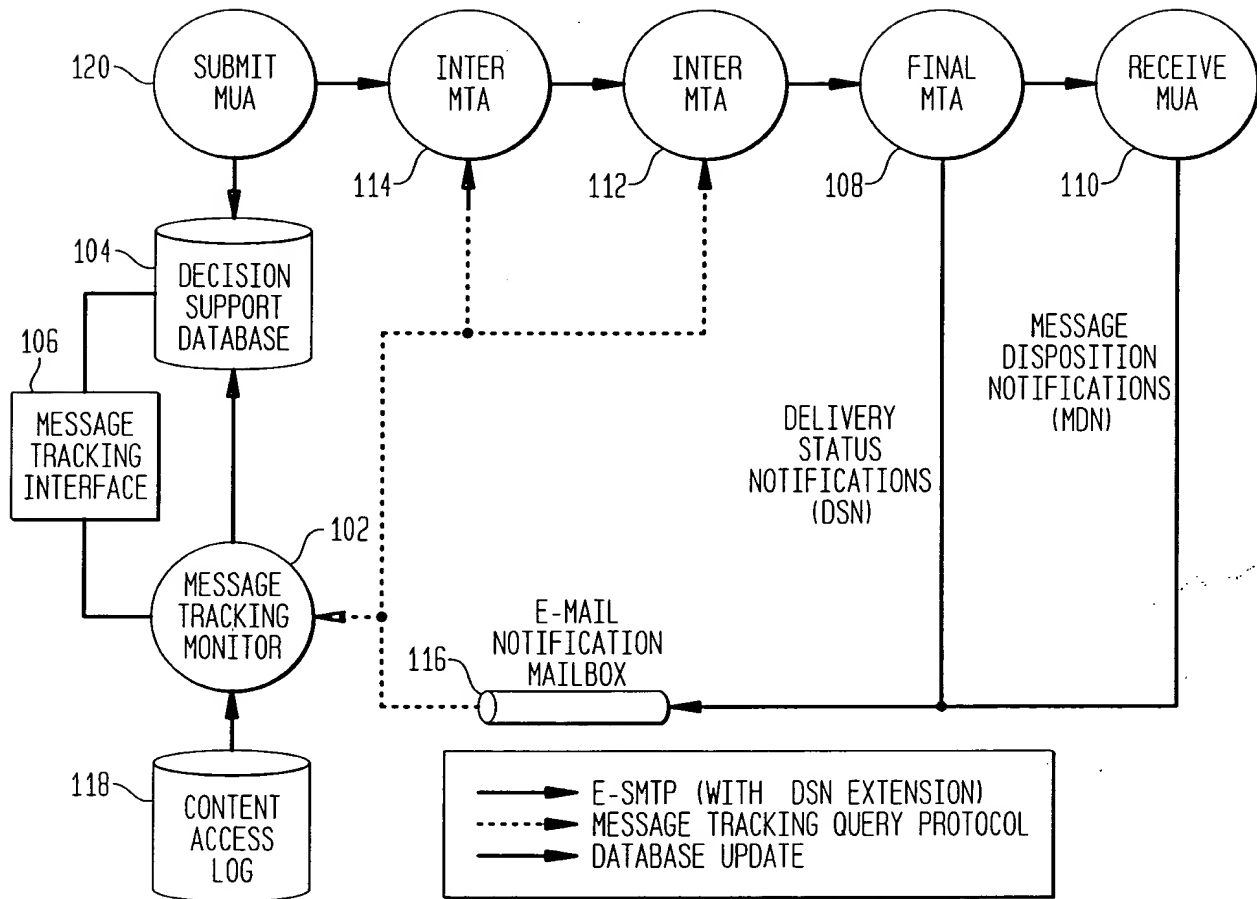 120
SUBMIT
MUA
INTER
MTA
114
INTER
MTA
112
FINAL
MTA
108
RECEIVE
MUA
110
104
DECISION
SUPPORT
DATABASE
106
MESSAGE
TRACKING
INTERFACE
102
MESSAGE
TRACKING
MONITOR
118
CONTENT
ACCESS
LOG
116
E-MAIL
NOTIFICATION
MAILBOX
DELIVERY
STATUS
NOTIFICATIONS
(DSN)
MESSAGE
DISPOSITION
NOTIFICATIONS
(MDN)
E-SMTP (WITH DSN EXTENSION)
MESSAGE TRACKING QUERY PROTOCOL
DATABASE UPDATE